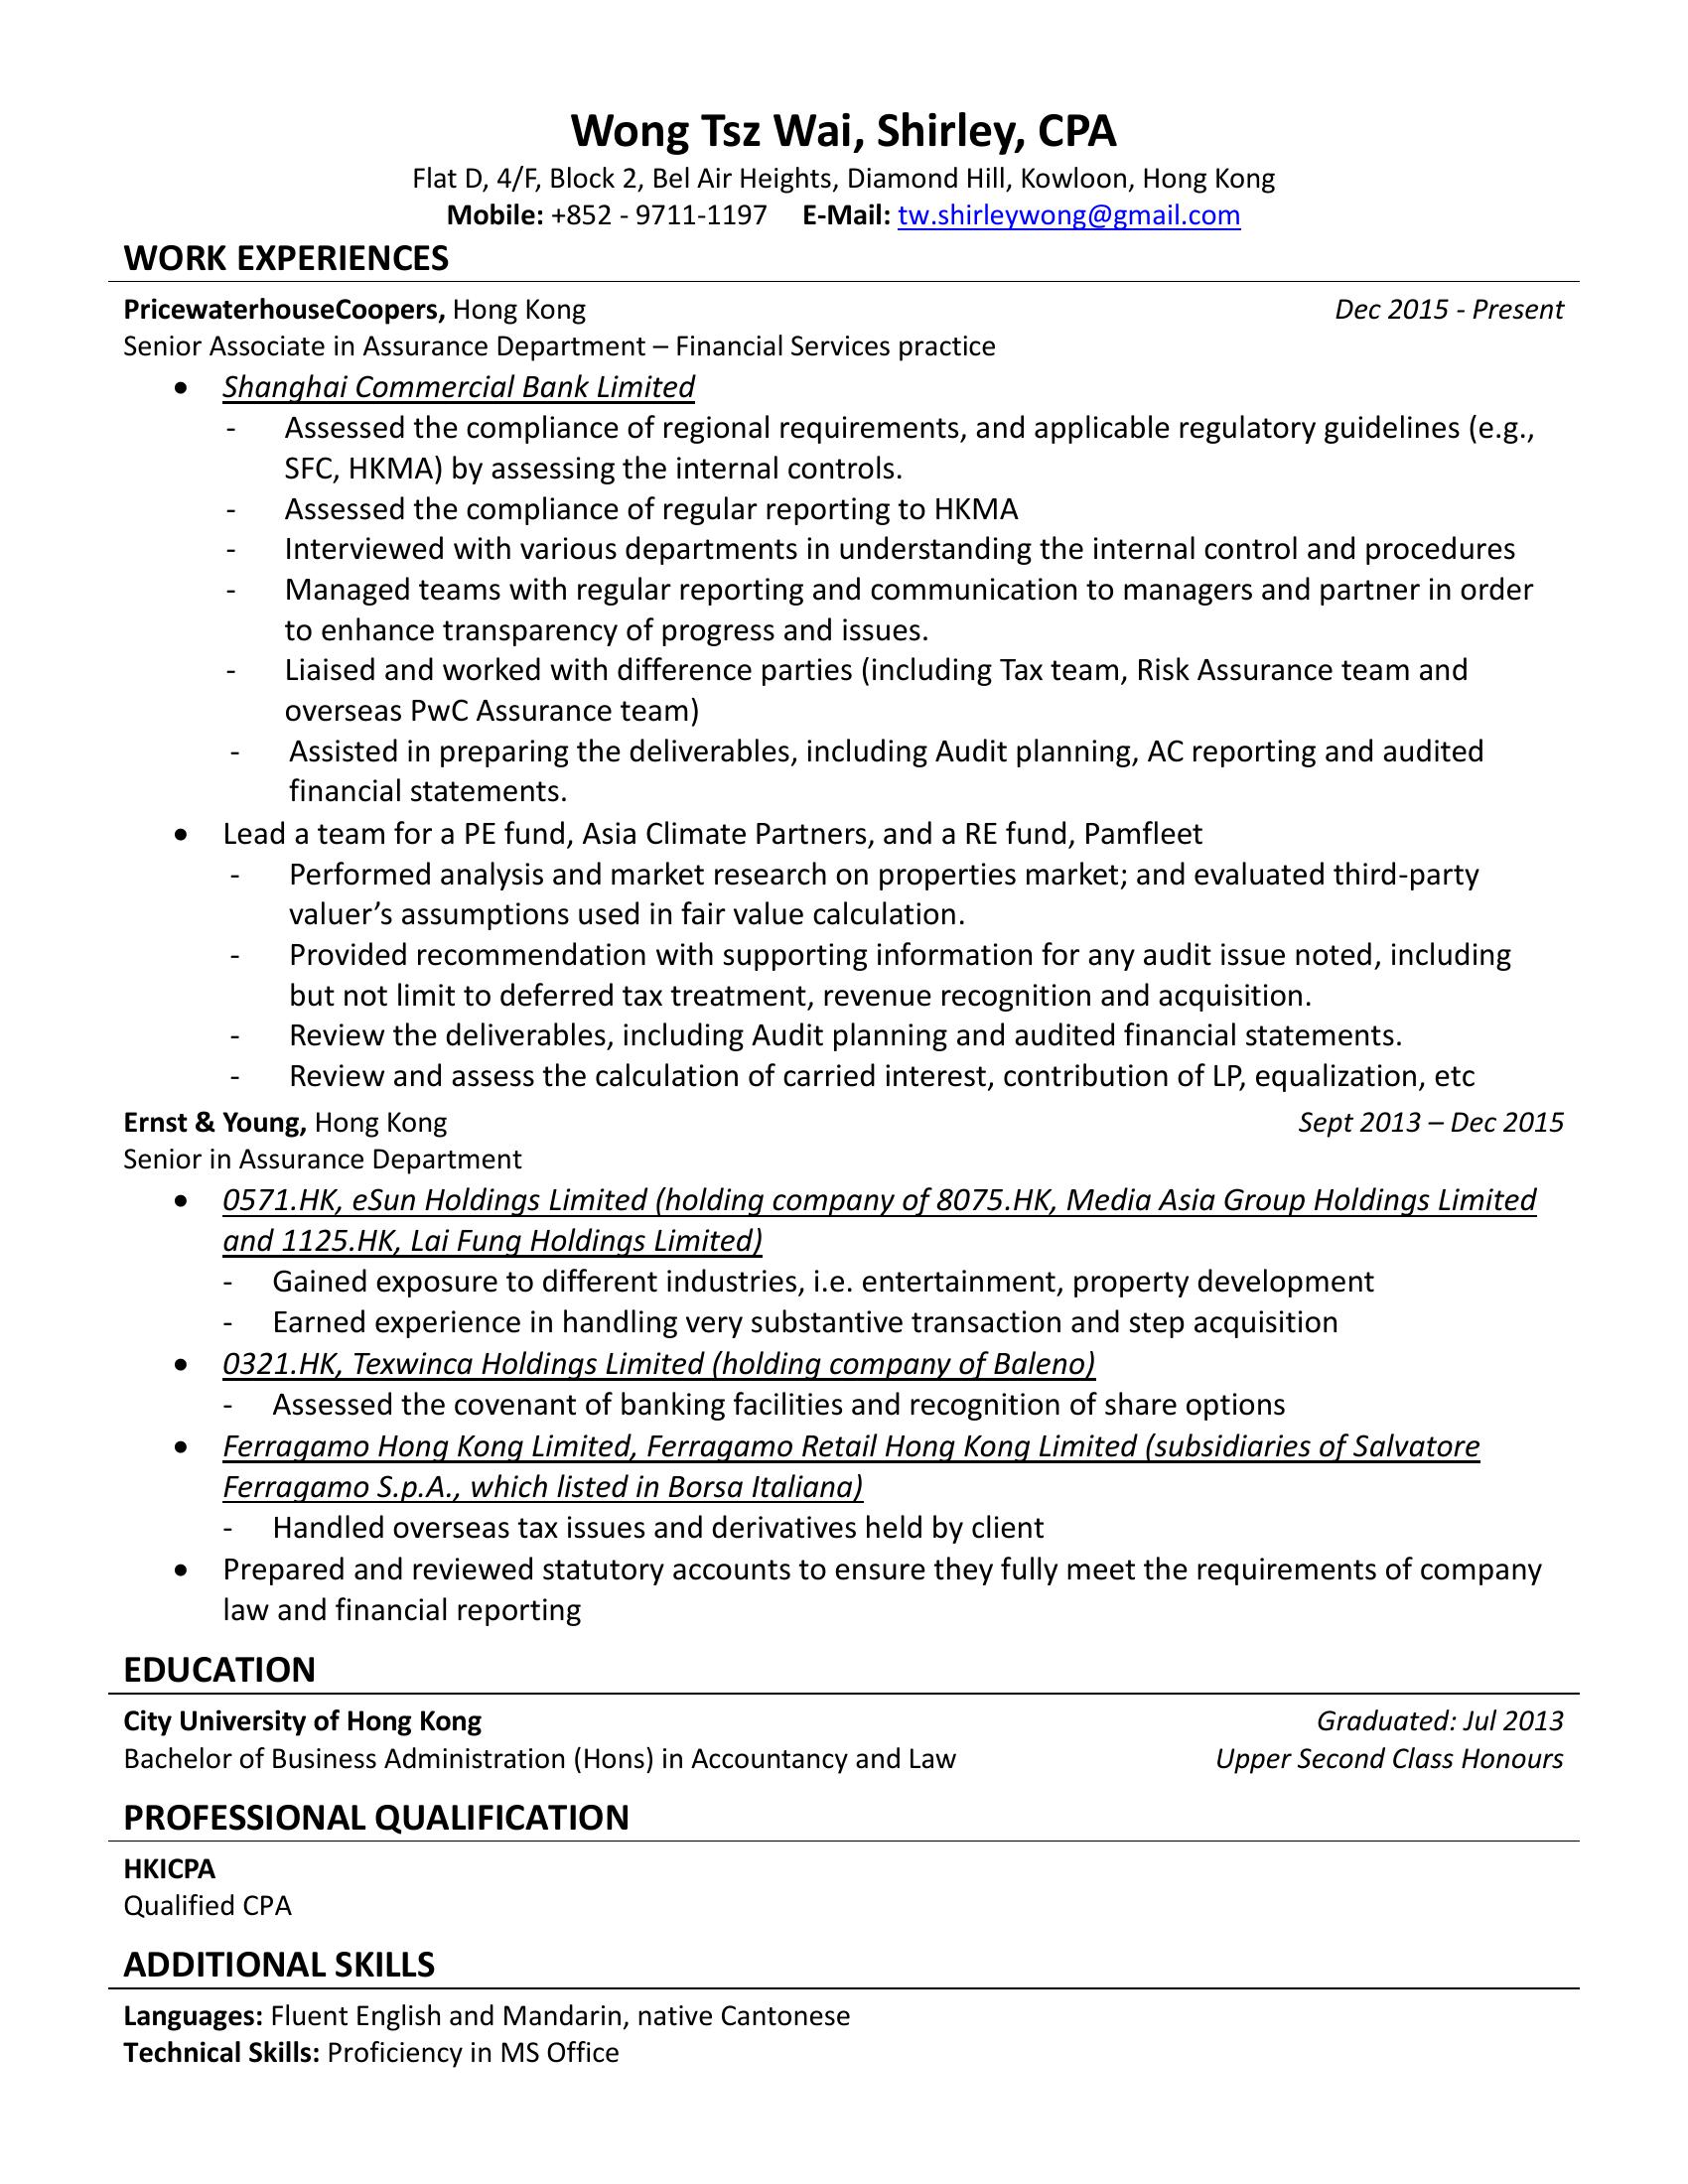 Wong Tsz Wai, Shirley, CPA
Flat D, 4/F, Block 2, Bel Air Heights, Diamond Hill, Kowloon, Hong Kong
Mobile: +852 - 9711-1197 E-Mail: tw.shirleywong@gmail.com
WORK EXPERIENCES
PricewaterhouseCoopers, Hong Kong Dec 2015 - Present
Senior Associate in Assurance Department – Financial Services practice
• Shanghai Commercial Bank Limited
- Assessed the compliance of regional requirements, and applicable regulatory guidelines (e.g.,
SFC, HKMA) by assessing the internal controls.
- Assessed the compliance of regular reporting to HKMA
- Interviewed with various departments in understanding the internal control and procedures
- Managed teams with regular reporting and communication to managers and partner in order
to enhance transparency of progress and issues.
- Liaised and worked with difference parties (including Tax team, Risk Assurance team and
overseas PwC Assurance team)
- Assisted in preparing the deliverables, including Audit planning, AC reporting and audited
financial statements.
• Lead a team for a PE fund, Asia Climate Partners, and a RE fund, Pamfleet
- Performed analysis and market research on properties market; and evaluated third-party
valuer’s assumptions used in fair value calculation.
- Provided recommendation with supporting information for any audit issue noted, including
but not limit to deferred tax treatment, revenue recognition and acquisition.
- Review the deliverables, including Audit planning and audited financial statements.
- Review and assess the calculation of carried interest, contribution of LP, equalization, etc
Ernst & Young, Hong Kong Sept 2013 – Dec 2015
Senior in Assurance Department
• 0571.HK, eSun Holdings Limited (holding company of 8075.HK, Media Asia Group Holdings Limited
and 1125.HK, Lai Fung Holdings Limited)
- Gained exposure to different industries, i.e. entertainment, property development
- Earned experience in handling very substantive transaction and step acquisition
• 0321.HK, Texwinca Holdings Limited (holding company of Baleno)
- Assessed the covenant of banking facilities and recognition of share options
• Ferragamo Hong Kong Limited, Ferragamo Retail Hong Kong Limited (subsidiaries of Salvatore
Ferragamo S.p.A., which listed in Borsa Italiana)
- Handled overseas tax issues and derivatives held by client
• Prepared and reviewed statutory accounts to ensure they fully meet the requirements of company
law and financial reporting
EDUCATION
City University of Hong Kong Graduated: Jul 2013
Bachelor of Business Administration (Hons) in Accountancy and Law Upper Second Class Honours
PROFESSIONAL QUALIFICATION
HKICPA
Qualified CPA
ADDITIONAL SKILLS
Languages: Fluent English and Mandarin, native Cantonese
Technical Skills: Proficiency in MS Office